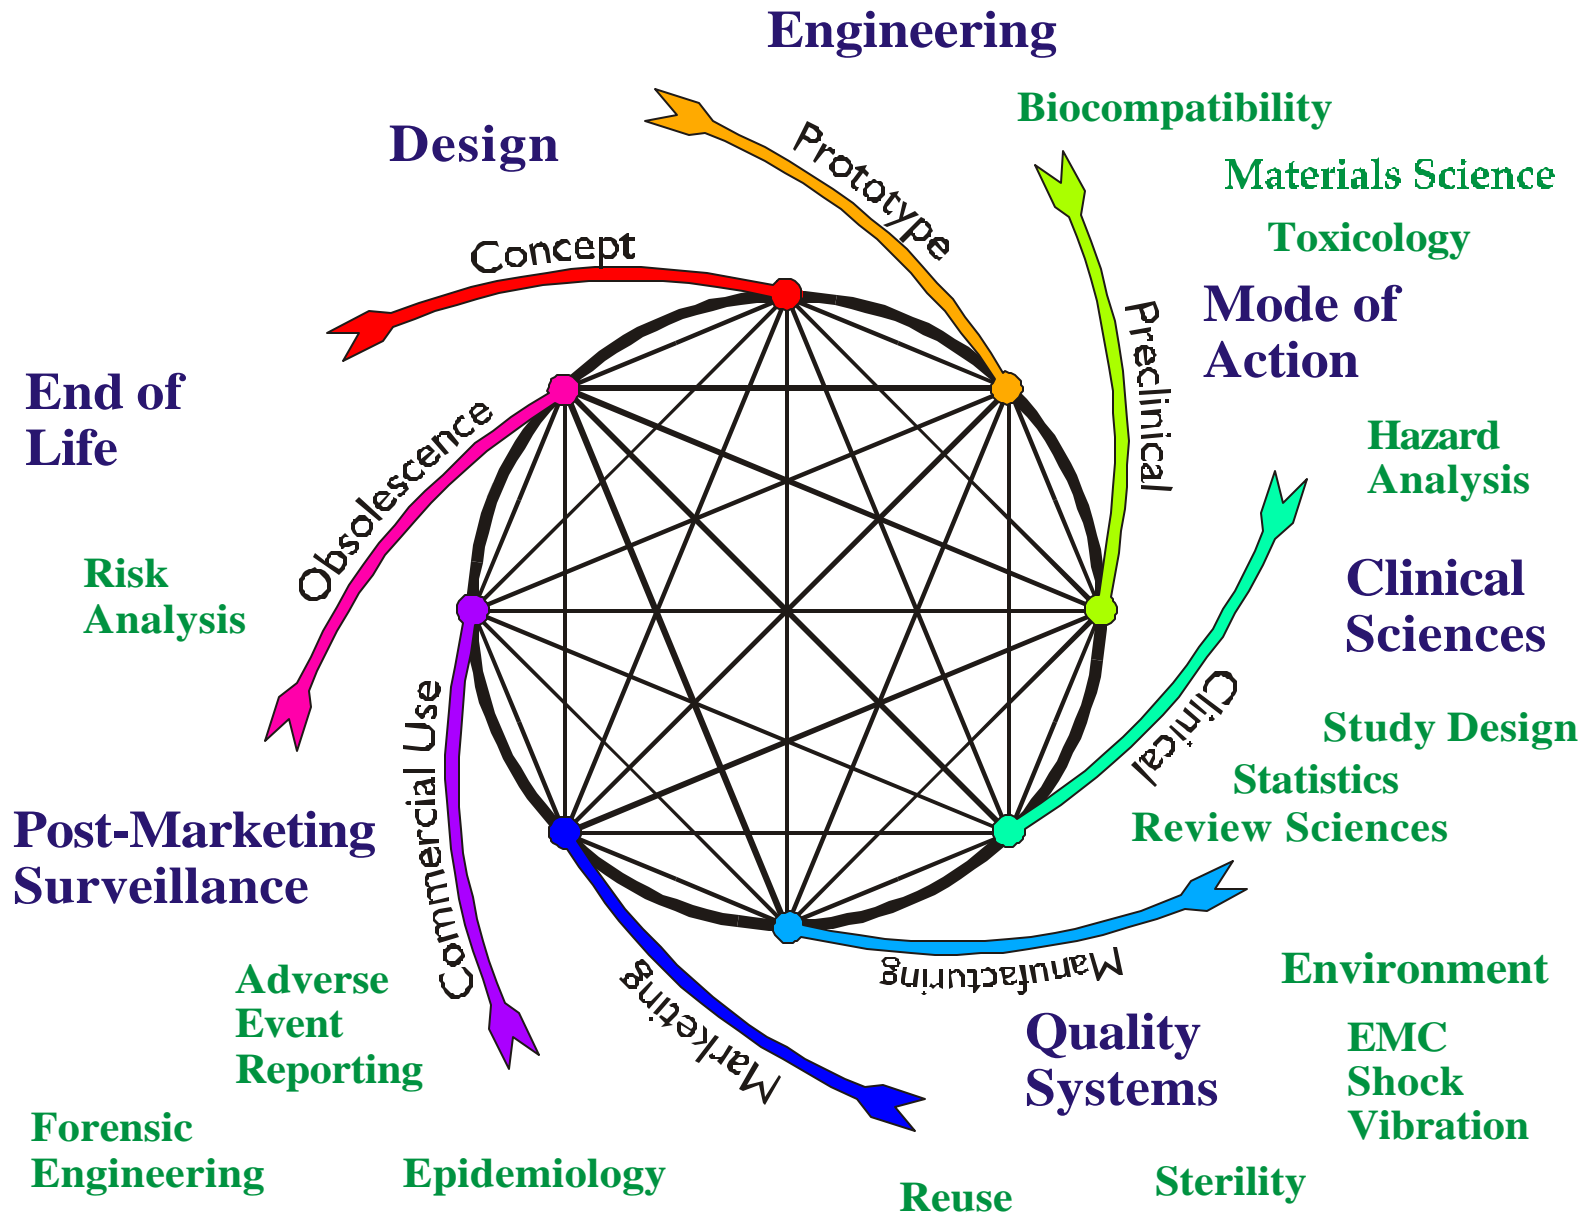 Engineering
Biocompatibility
Design
Prototype
Materials Science
Toxicology
Concept
Mode of
Action
Preclinical
End of
Life
Obsolescence
Hazard
Analysis
Risk
Analysis
Clinical
Sciences
Clinical
Study Design
Statistics
Review Sciences
Commercial Use
Post-Marketing
Surveillance
Manufacturing
Marketing
Environment
Adverse
Event
Reporting
Quality
Systems
EMC
Shock
Vibration
Forensic
Engineering
Epidemiology
Reuse
Sterility